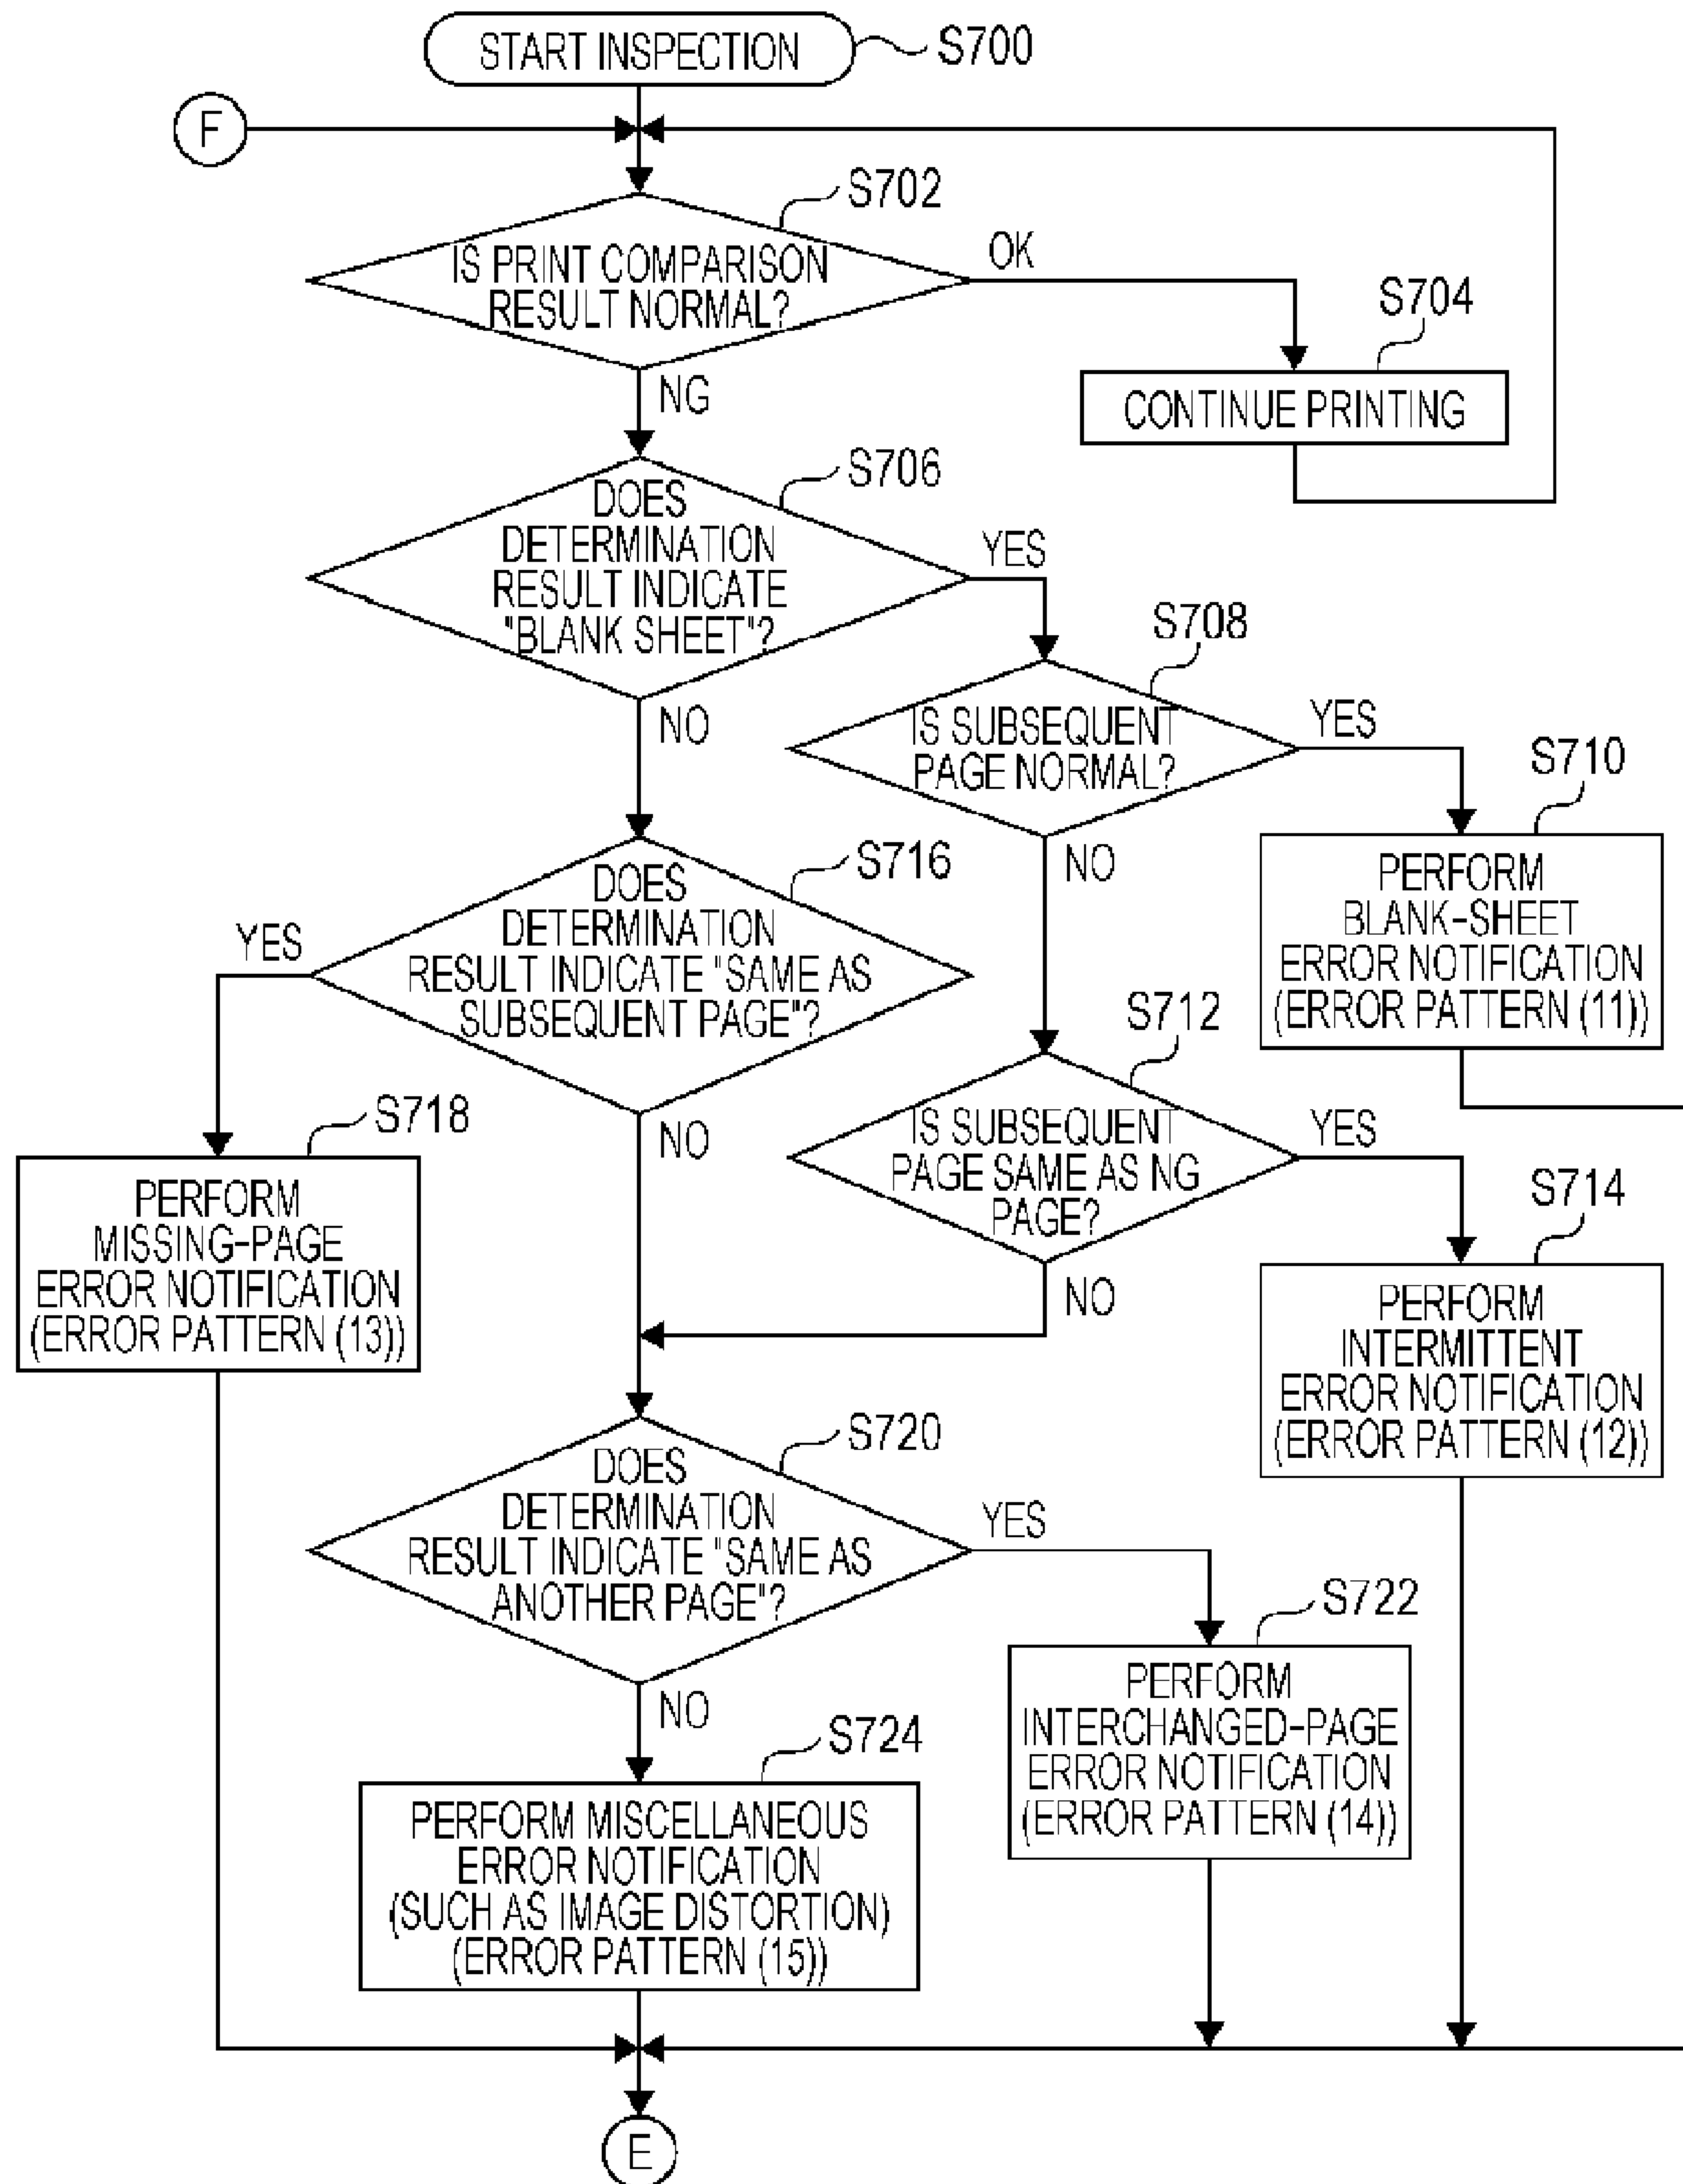 START INSPECTION
S700
F
S702
IS PRINT COMPARISON
RESULT NORMAL?
OK
S704
CONTINUE PRINTING
NG
S706
DOES
DETERMINATION
RESULT INDICATE
"BLANK SHEET"?
YES
NO
S708
IS SUBSEQUENT
PAGE NORMAL?
YES
NO
S710
PERFORM
BLANK-SHEET
ERROR NOTIFICATION
(ERROR PATTERN (11))
S716
DOES
DETERMINATION
RESULT INDICATE "SAME AS
SUBSEQUENT PAGE"?
YES
NO
S712
IS SUBSEQUENT
PAGE SAME AS NG
PAGE?
YES
NO
S718
PERFORM
MISSING-PAGE
ERROR NOTIFICATION
(ERROR PATTERN (13))
S714
PERFORM
INTERMITTENT
ERROR NOTIFICATION
(ERROR PATTERN (12))
S720
DOES
DETERMINATION
RESULT INDICATE "SAME AS
ANOTHER PAGE"?
YES
NO
S722
PERFORM
INTERCHANGED-PAGE
ERROR NOTIFICATION
(ERROR PATTERN (14))
S724
PERFORM MISCELLANEOUS
ERROR NOTIFICATION
(SUCH AS IMAGE DISTORTION)
(ERROR PATTERN (15))
E